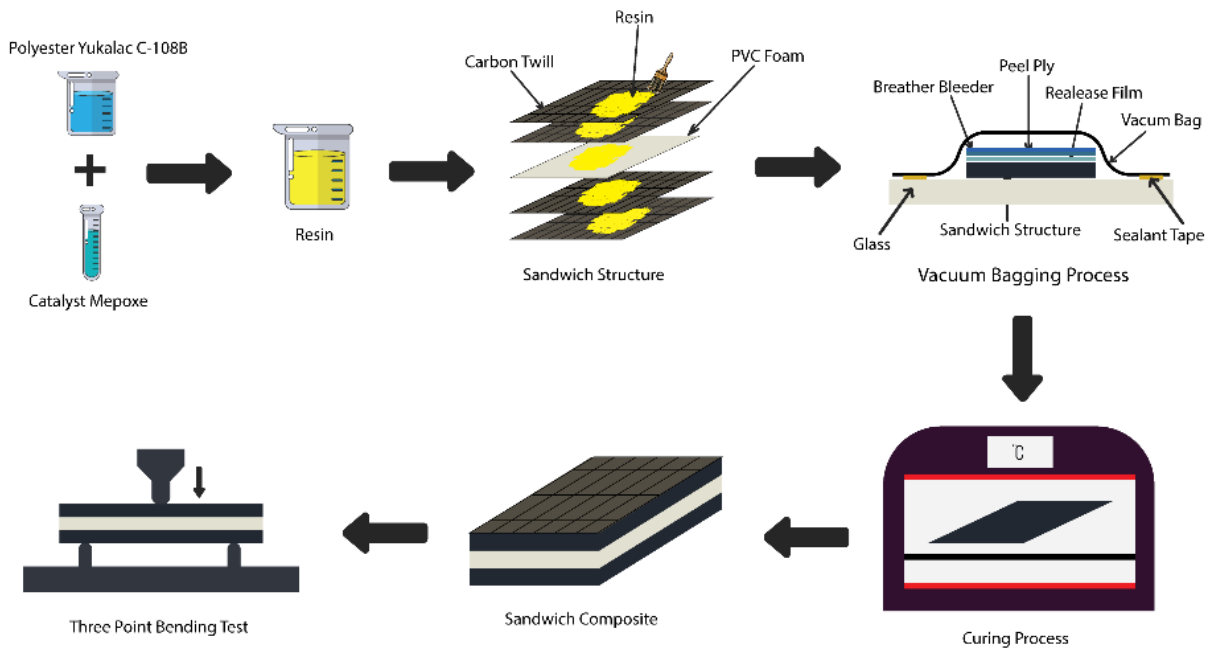 Polyester Yukalac C-108B
Catalyst Mepoxe
Resin
Resin
Carbon Twill
PVC Foam
Sandwich Structure
Peel Ply
Breather Bleeder
Realease Film
Vacum Bag
Glass
Sandwich Structure
Sealant Tape
Vacuum Bagging Process
℃
Three Point Bending Test
Sandwich Composite
Curing Process